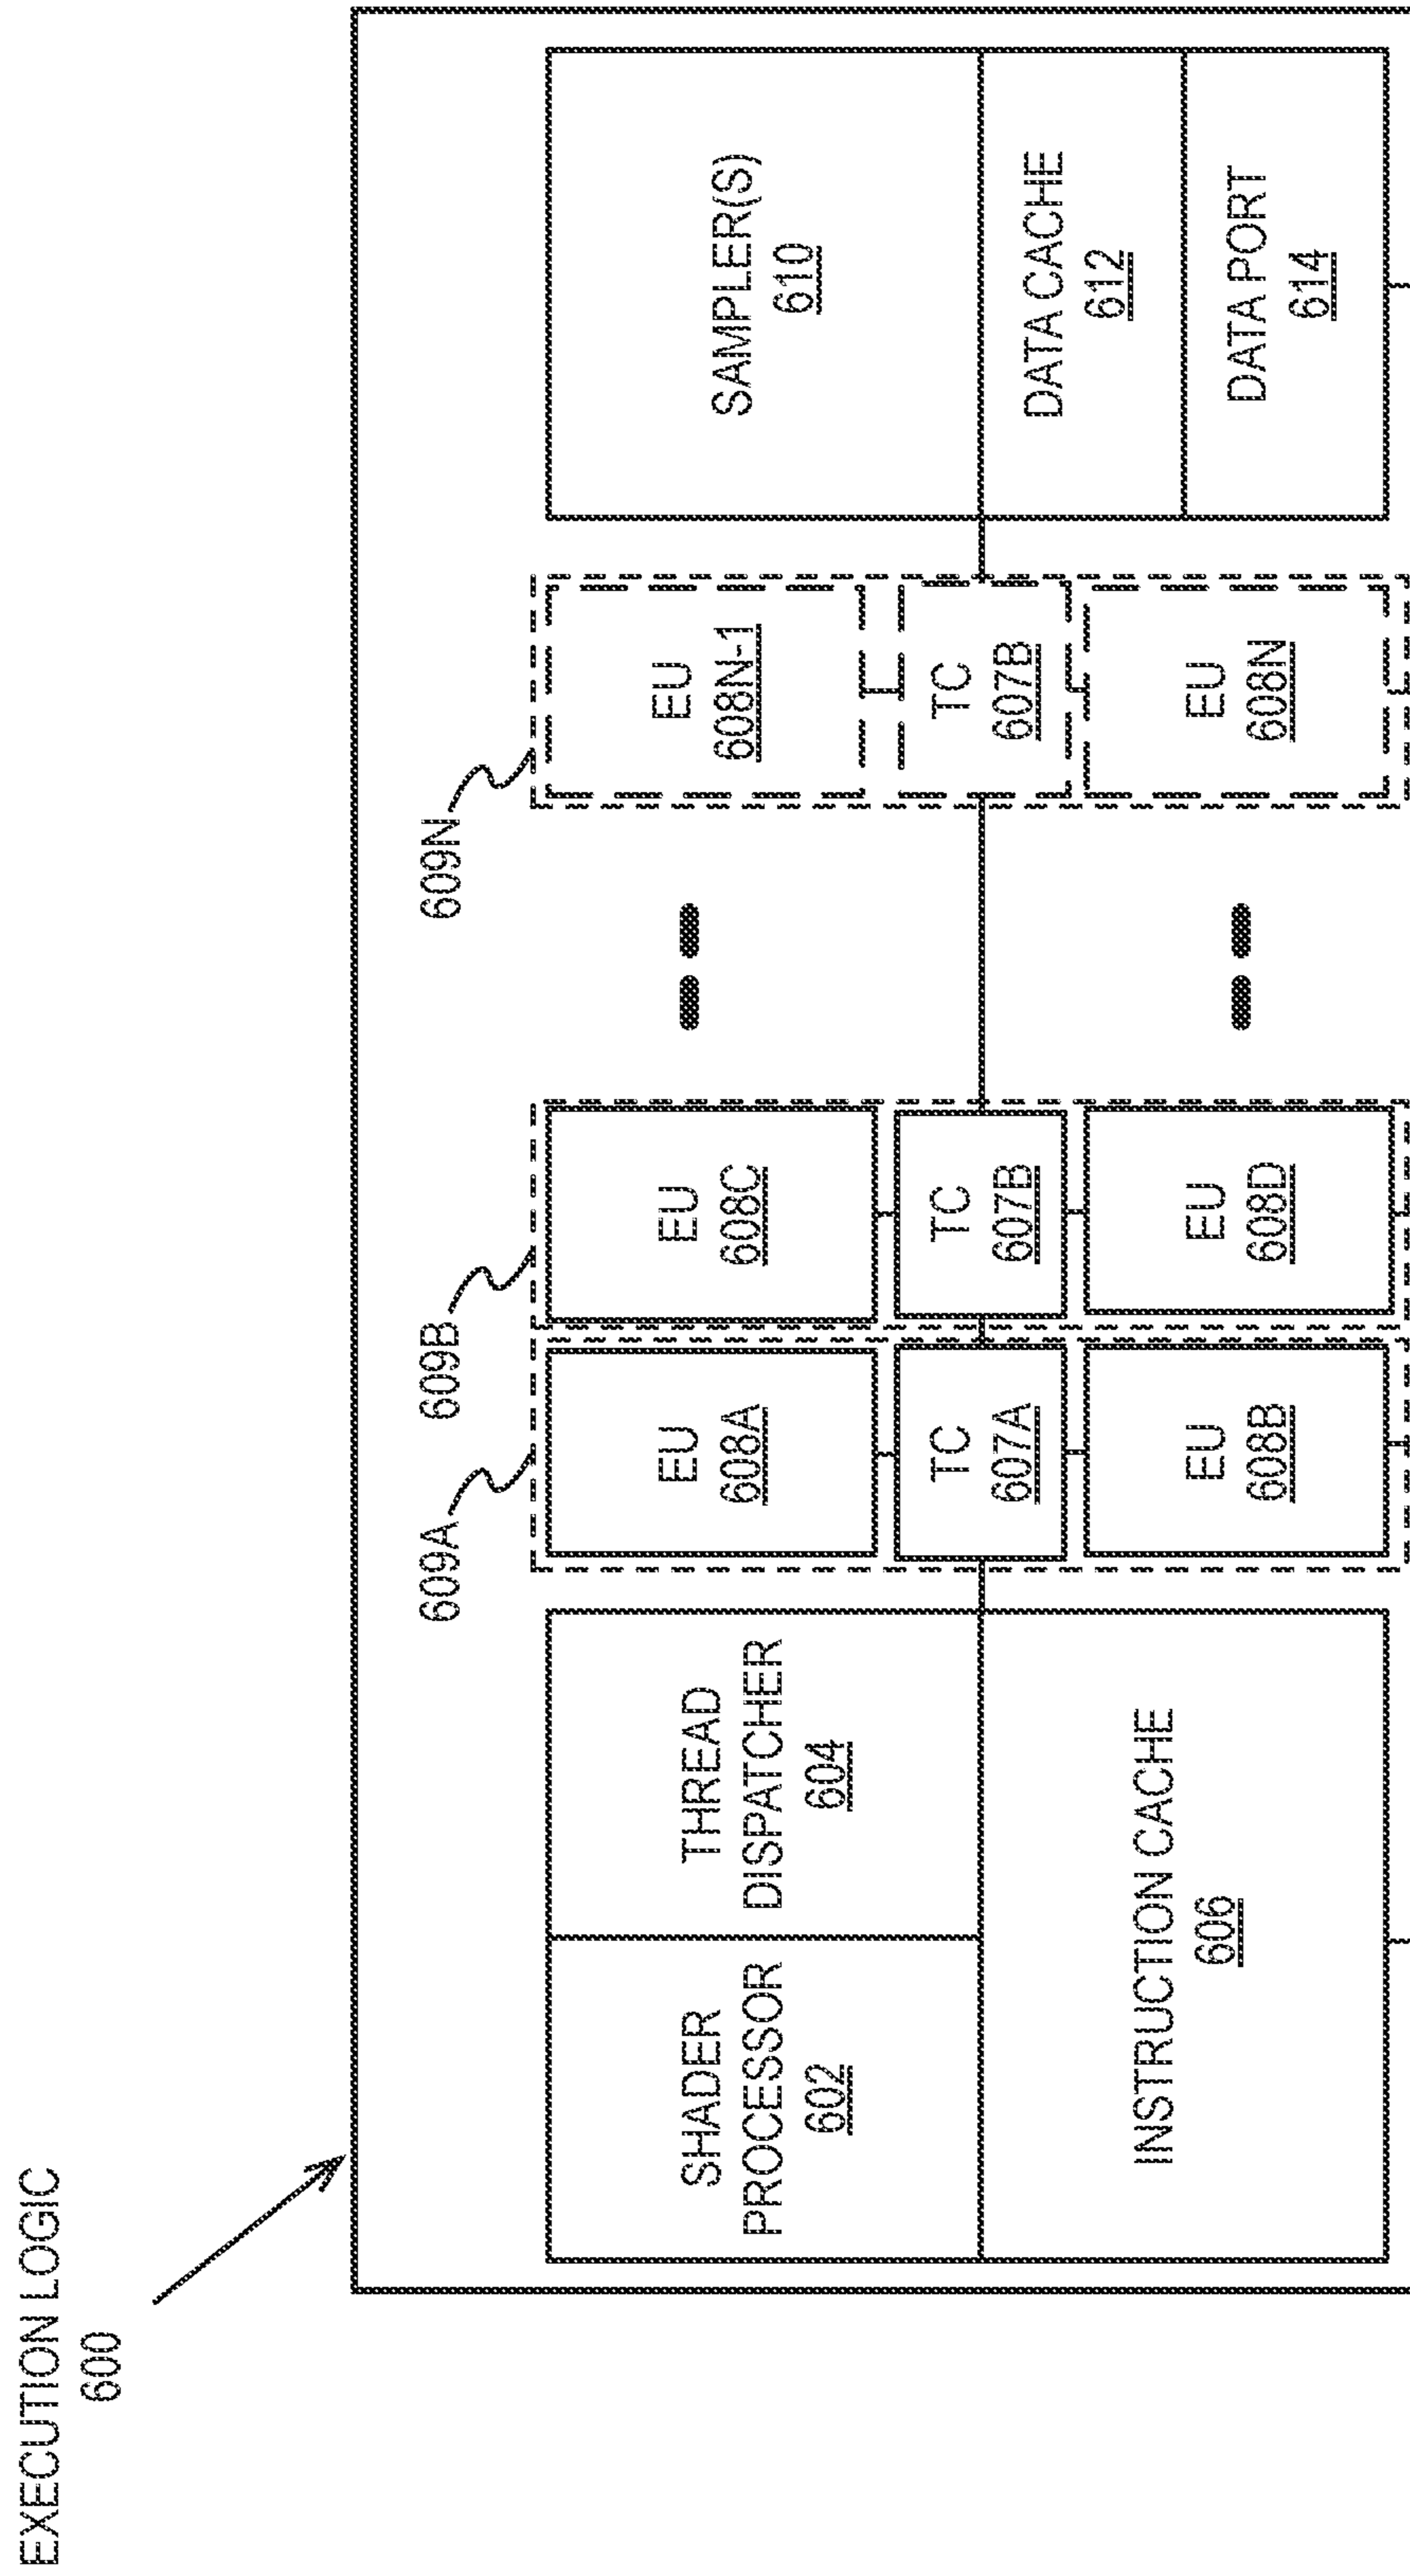 EXECUTION LOGIC
600
609A
609B
609N
SHADER
PROCESSOR
602
THREAD
DISPATCHER
604
INSTRUCTION CACHE
606
EU
608A
TC
607A
EU
608B
EU
608C
TC
607B
EU
608D
EU
608N-1
TC
607B
EU
608N
SAMPLER(S)
610
DATA CACHE
612
DATA PORT
614